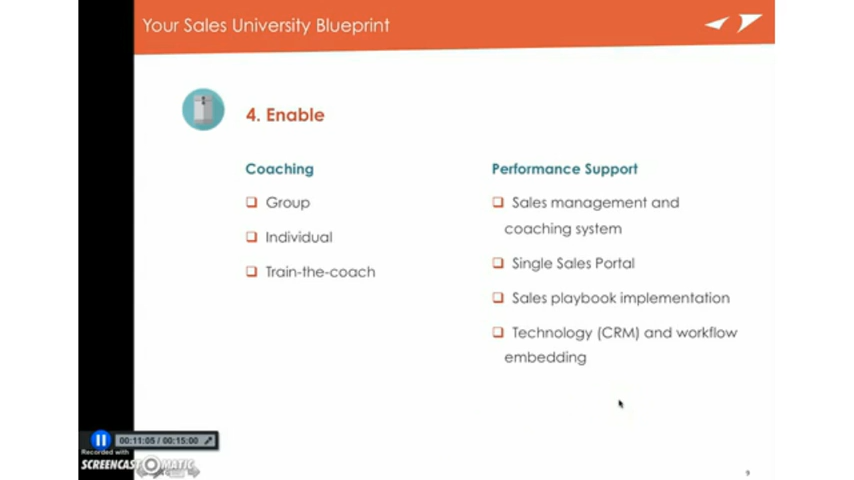 Your Sales University Blueprint
4. Enable
Coaching
Group
Individual
Train-the-coach
Performance Support
Sales management and
coaching system
Single Sales Portal
Sales playbook implementation
Technology (CRM) and workflow
embedding
00:11:05 / 00:15:00
Recorded with
SCREENCAST-O-MATIC
9